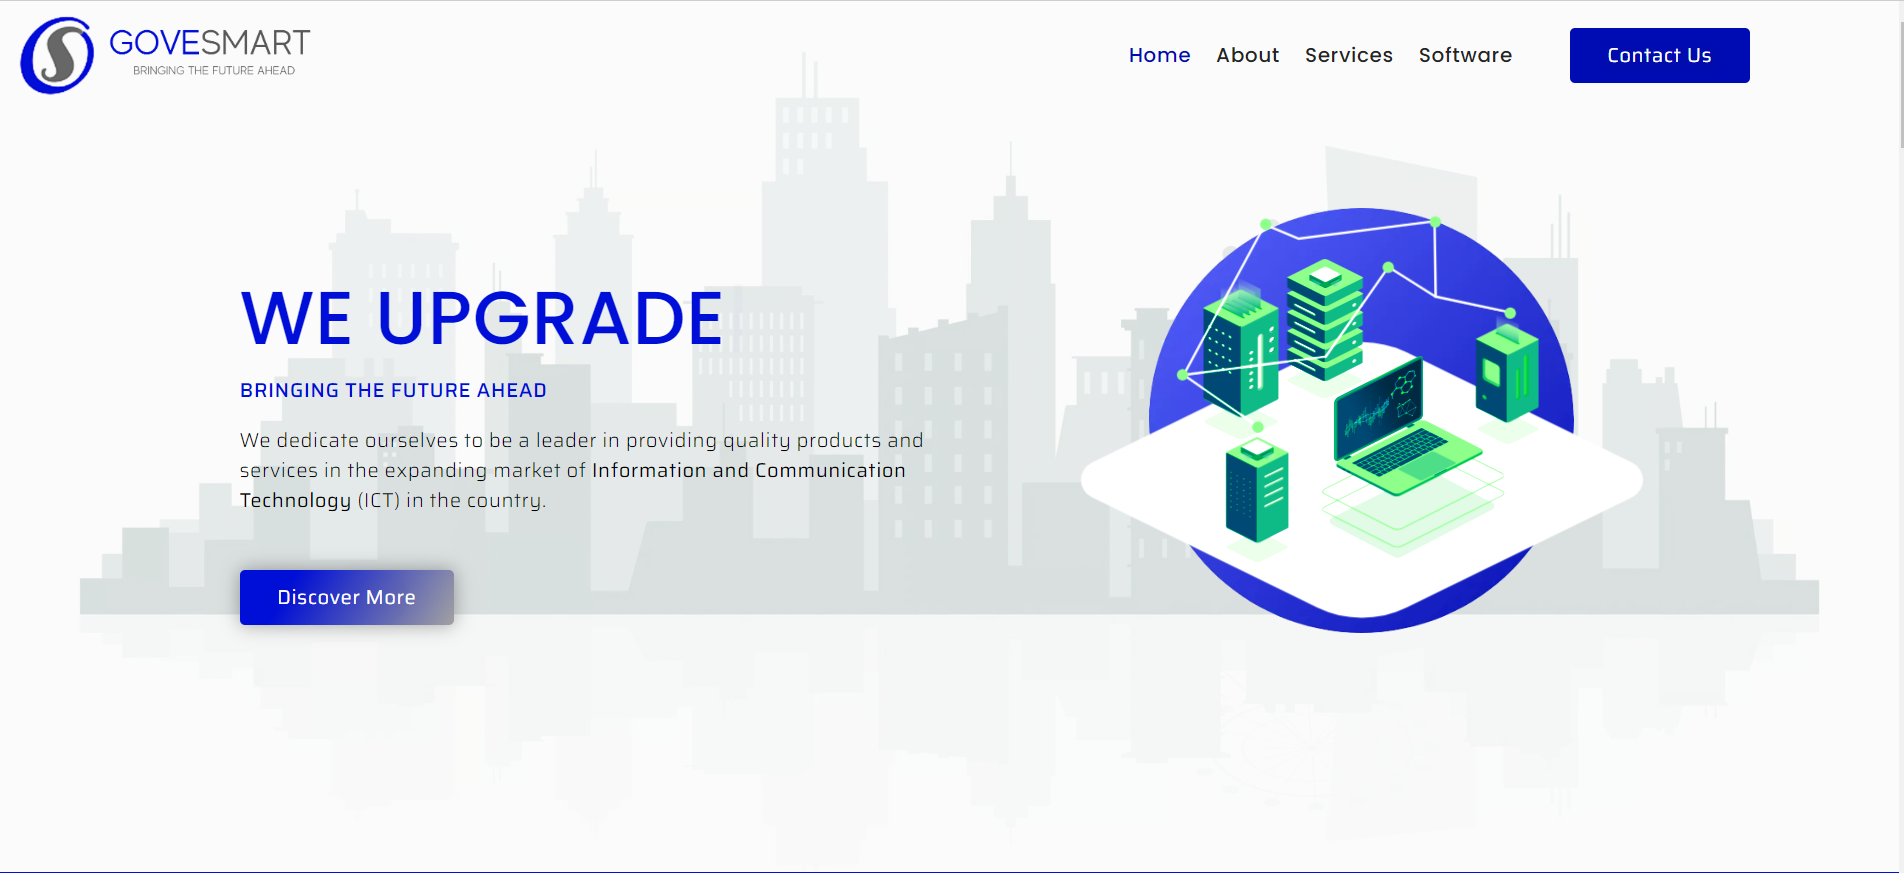 GOVESMART
BRINGING THE FUTURE AHEAD
Home About Services Software Contact Us
WE UPGRADE
BRINGING THE FUTURE AHEAD
We dedicate ourselves to be a leader in providing quality products and
services in the expanding market of Information and Communication
Technology (ICT) in the country.
Discover More